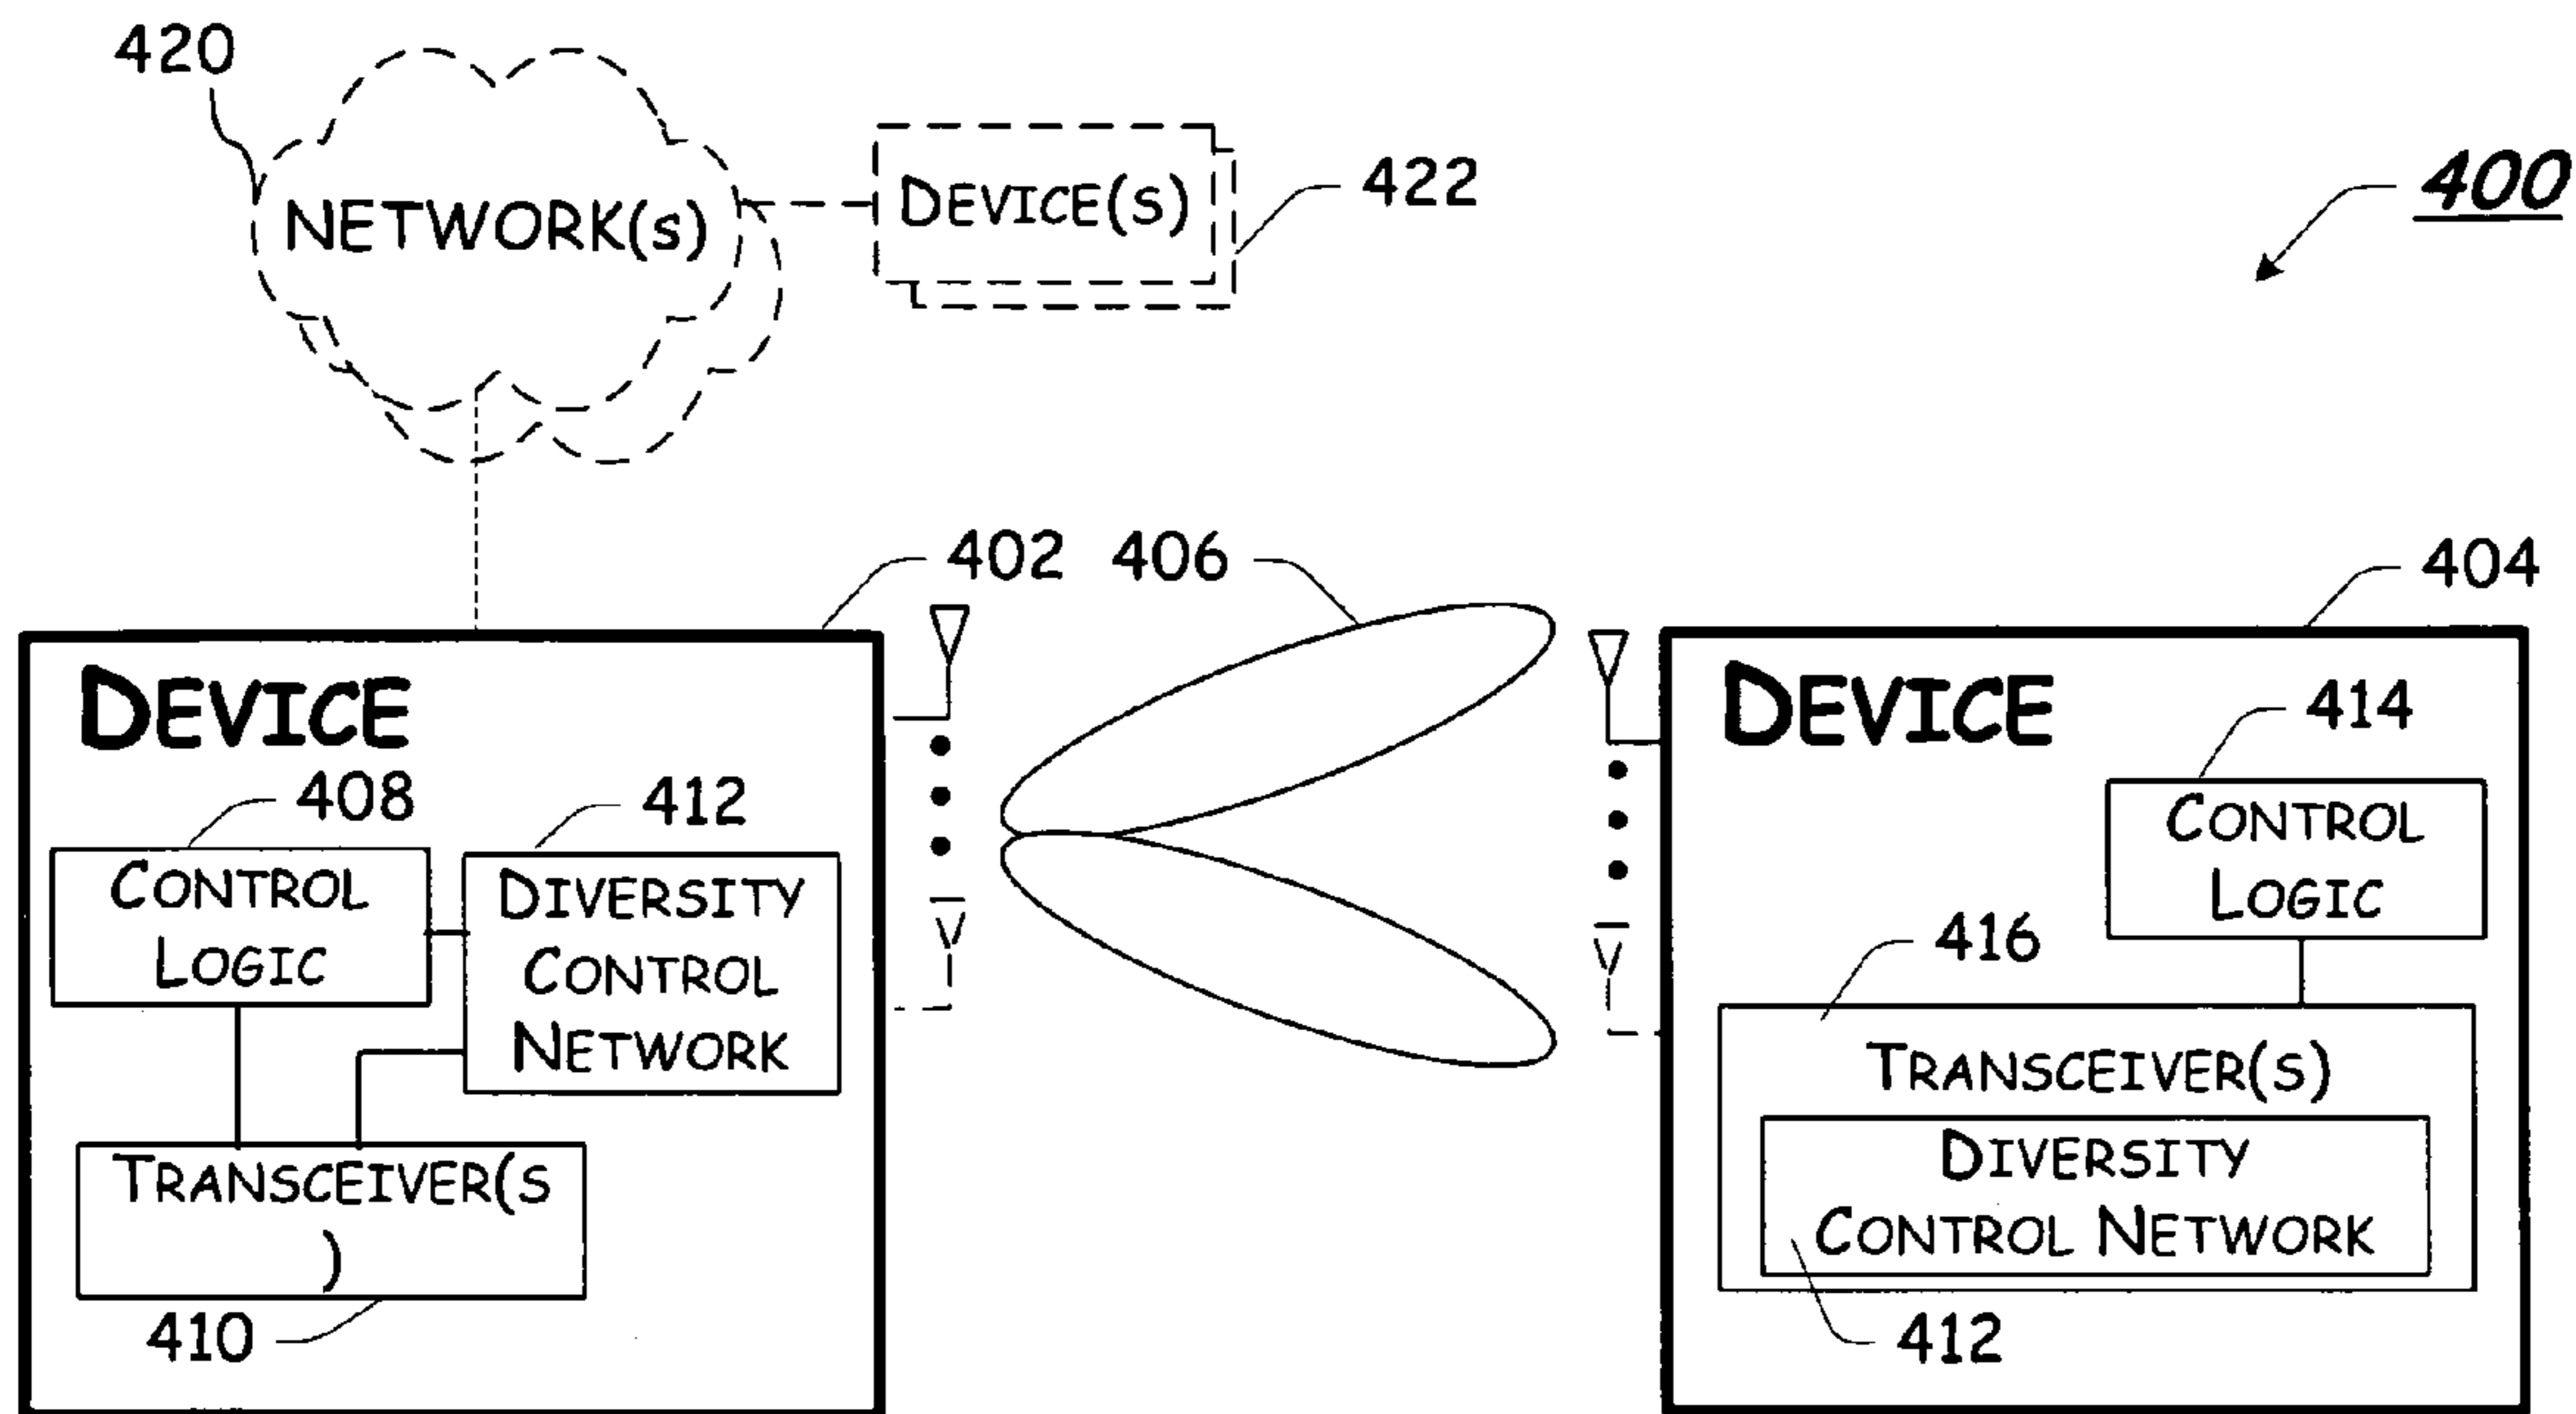 420
NETWORK(S)
DEVICE(S)
422
400
402
406
404
DEVICE
408
412
CONTROL
LOGIC
DIVERSITY
CONTROL
NETWORK
TRANSCEIVER(S
)
410
DEVICE
414
CONTROL
LOGIC
416
TRANSCEIVER(S)
DIVERSITY
CONTROL NETWORK
412